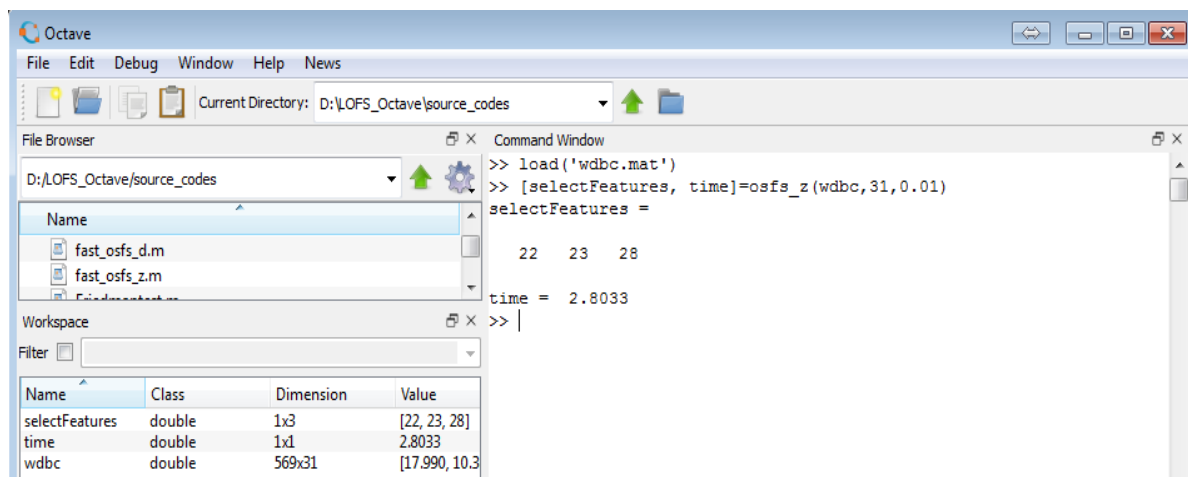 Octave
File Edit Debug Window Help News
Current Directory: D:\LOFS_Octave\source_codes
File Browser
D:/LOFS_Octave/source_codes
Name
fast_osfs_d.m
fast_osfs_z.m
Workspace
Filter
Name Class Dimension Value
selectFeatures double 1x3 [22, 23, 28]
time double 1x1 2.8033
wdbc double 569x31 [17.990, 10.3
Command Window
>> load('wdbc.mat')
>> [selectFeatures, time]=osfs_z(wdbc,31,0.01)
selectFeatures =
22 23 28
time = 2.8033
>>